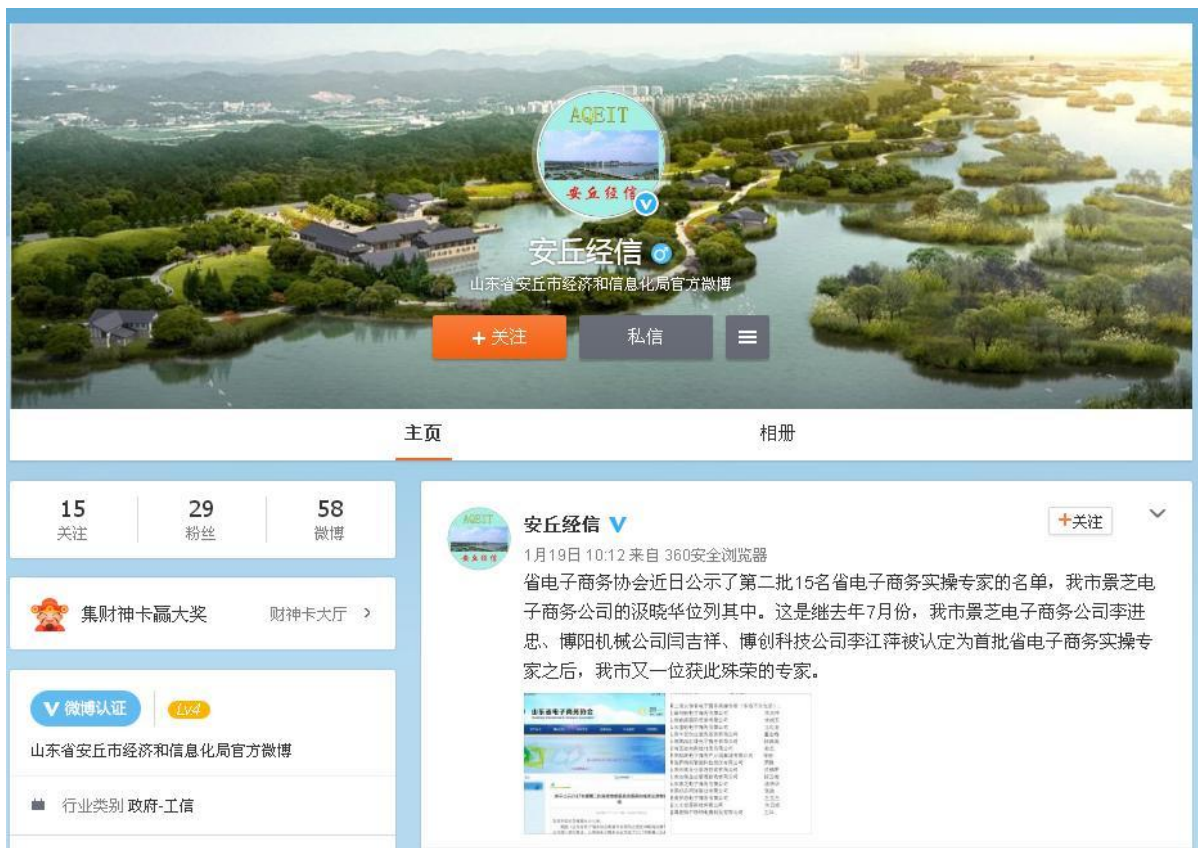 AQEIT
安丘经信
安丘经信
山东省安丘市经济和信息化局官方微博
+关注
私信
主页
相册
15
关注
29
粉丝
58
微博
集财神卡赢大奖
财神卡大厅 >
V 微博认证
Lv4
山东省安丘市经济和信息化局官方微博
行业类别 政府-工信
AQEIT
安丘经信
安丘经信 V
+关注
1月19日 10:12 来自 360安全浏览器
省电子商务协会近日公示了第二批15名省电子商务实操专家的名单，我市景芝电
子商务公司的汲晓华位列其中。这是继去年7月份，我市景芝电子商务公司李进
忠、博阳机械公司闫吉祥、博创科技公司李江萍被认定为首批省电子商务实操专
家之后，我市又一位获此殊荣的专家。
山东省电子商务协会